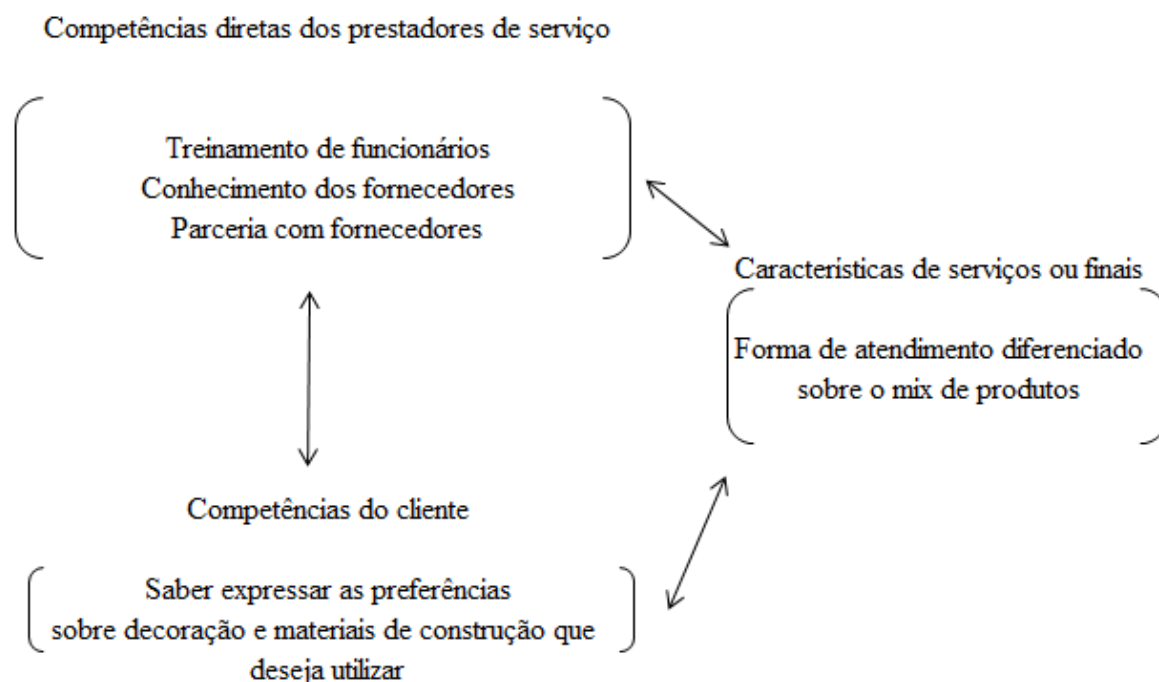 Competências diretas dos prestadores de serviço
Treinamento de funcionários
Conhecimento dos fornecedores
Parceria com fornecedores
Características de serviços ou finais
Forma de atendimento diferenciado
sobre o mix de produtos
Competências do cliente
Saber expressar as preferências
sobre decoração e materiais de construção que
deseja utilizar